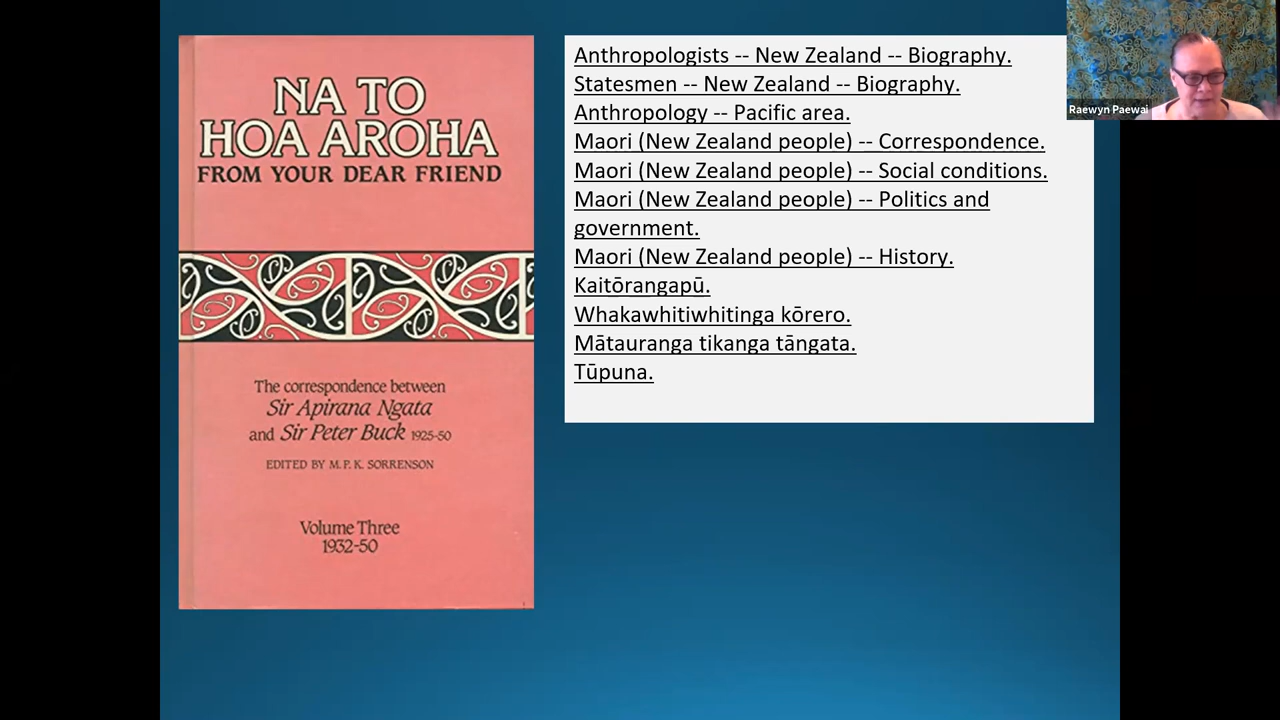 NA TO
HOA AROHA
FROM YOUR DEAR FRIEND
The correspondence between
Sir Apirana Ngata
and Sir Peter Buck 1925-50
EDITED BY M. P. K. SORRENSON
Volume Three
1932-50
Anthropologists -- New Zealand -- Biography.
Statesmen -- New Zealand -- Biography.
Anthropology -- Pacific area.
Maori (New Zealand people) -- Correspondence.
Maori (New Zealand people) -- Social conditions.
Maori (New Zealand people) -- Politics and
government.
Maori (New Zealand people) -- History.
Kaitōrangapū.
Whakawhitiwhitinga kōrero.
Mātauranga tikanga tāngata.
Tūpuna.
Raewyn Paewai